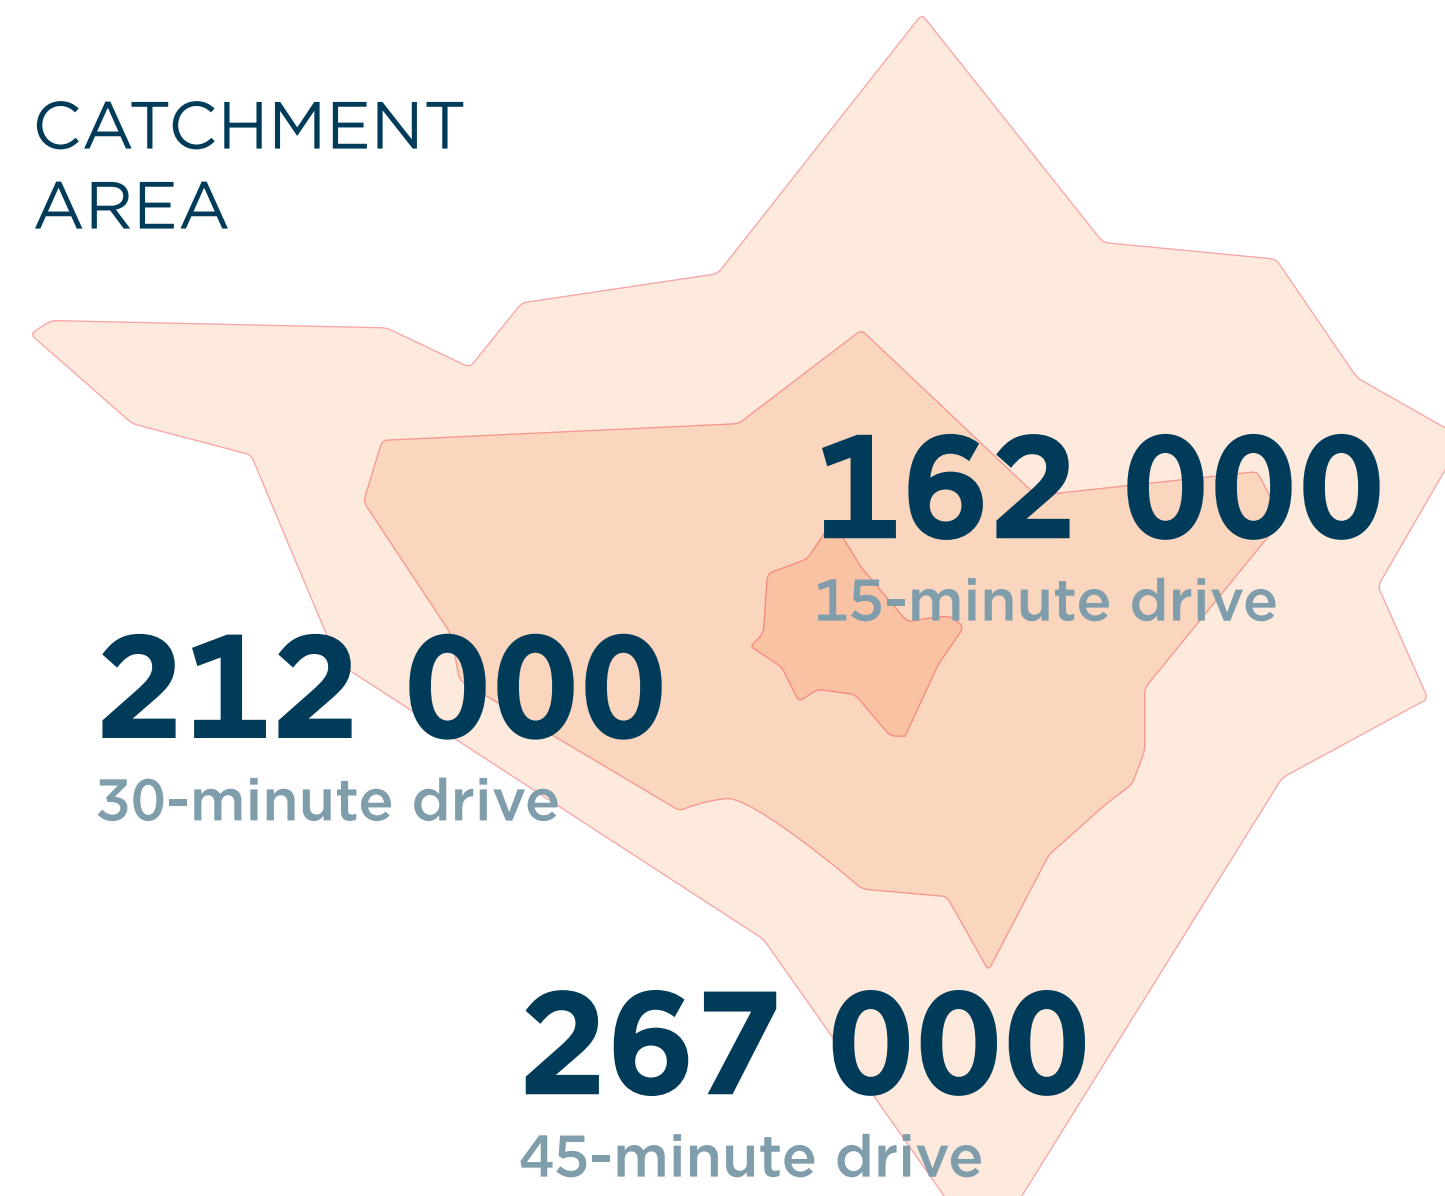 CATCHMENT
AREA
162 000
15-minute drive
212 000
30-minute drive
267 000
45-minute drive